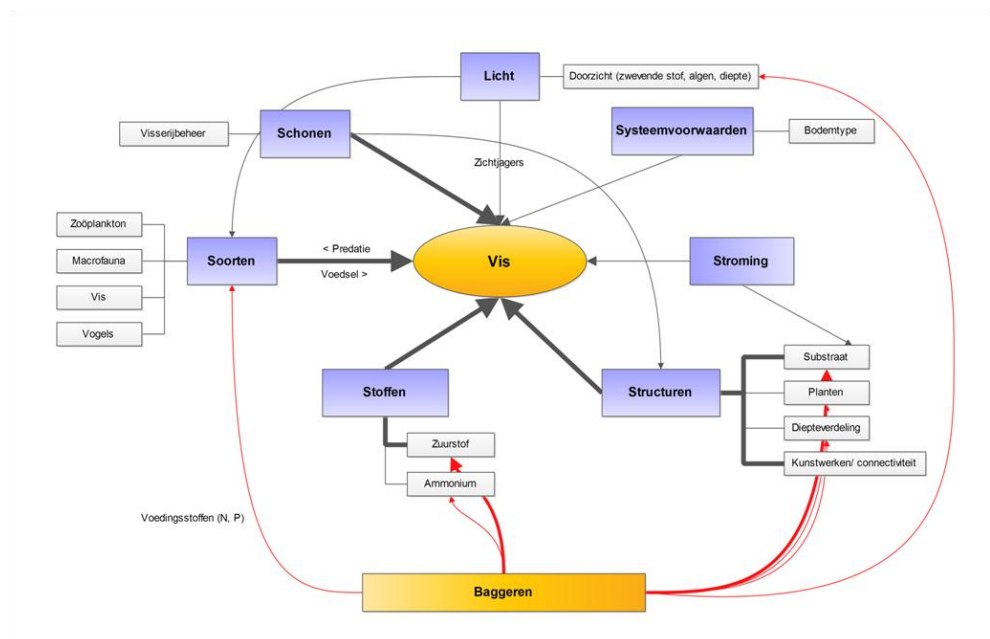 Licht
Doorzicht (zwevende stof, algen, diepte)
Visserijbeheer
Schonen
Systeemvoorwaarden
Bodemtype
Zichtjagers
Zoöplankton
Macrofauna
Vis
Vogels
Soorten
< Predatie
Voedsel >
Vis
Stroming
Stoffen
Zuurstof
Ammonium
Structuren
Substraat
Planten
Diepteverdeling
Kunstwerken/ connectiviteit
Voedingsstoffen (N, P)
Baggeren